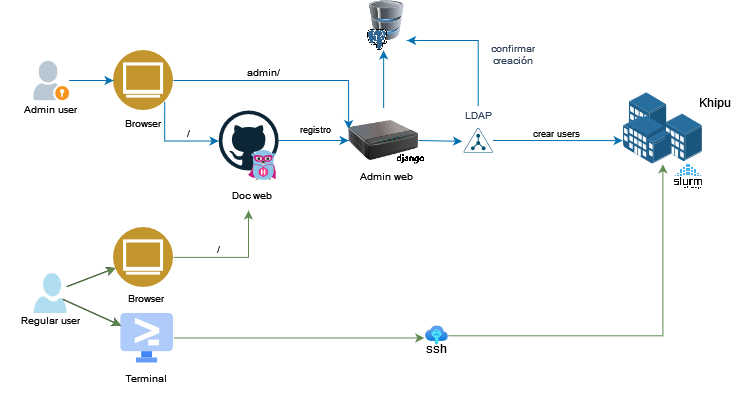 confirmar
creación
admin/
Khipu
Admin user
Browser
/
registro
LDAP
crear users
django
Admin web
slurm
Doc web
/
Browser
Regular user
ssh
Terminal